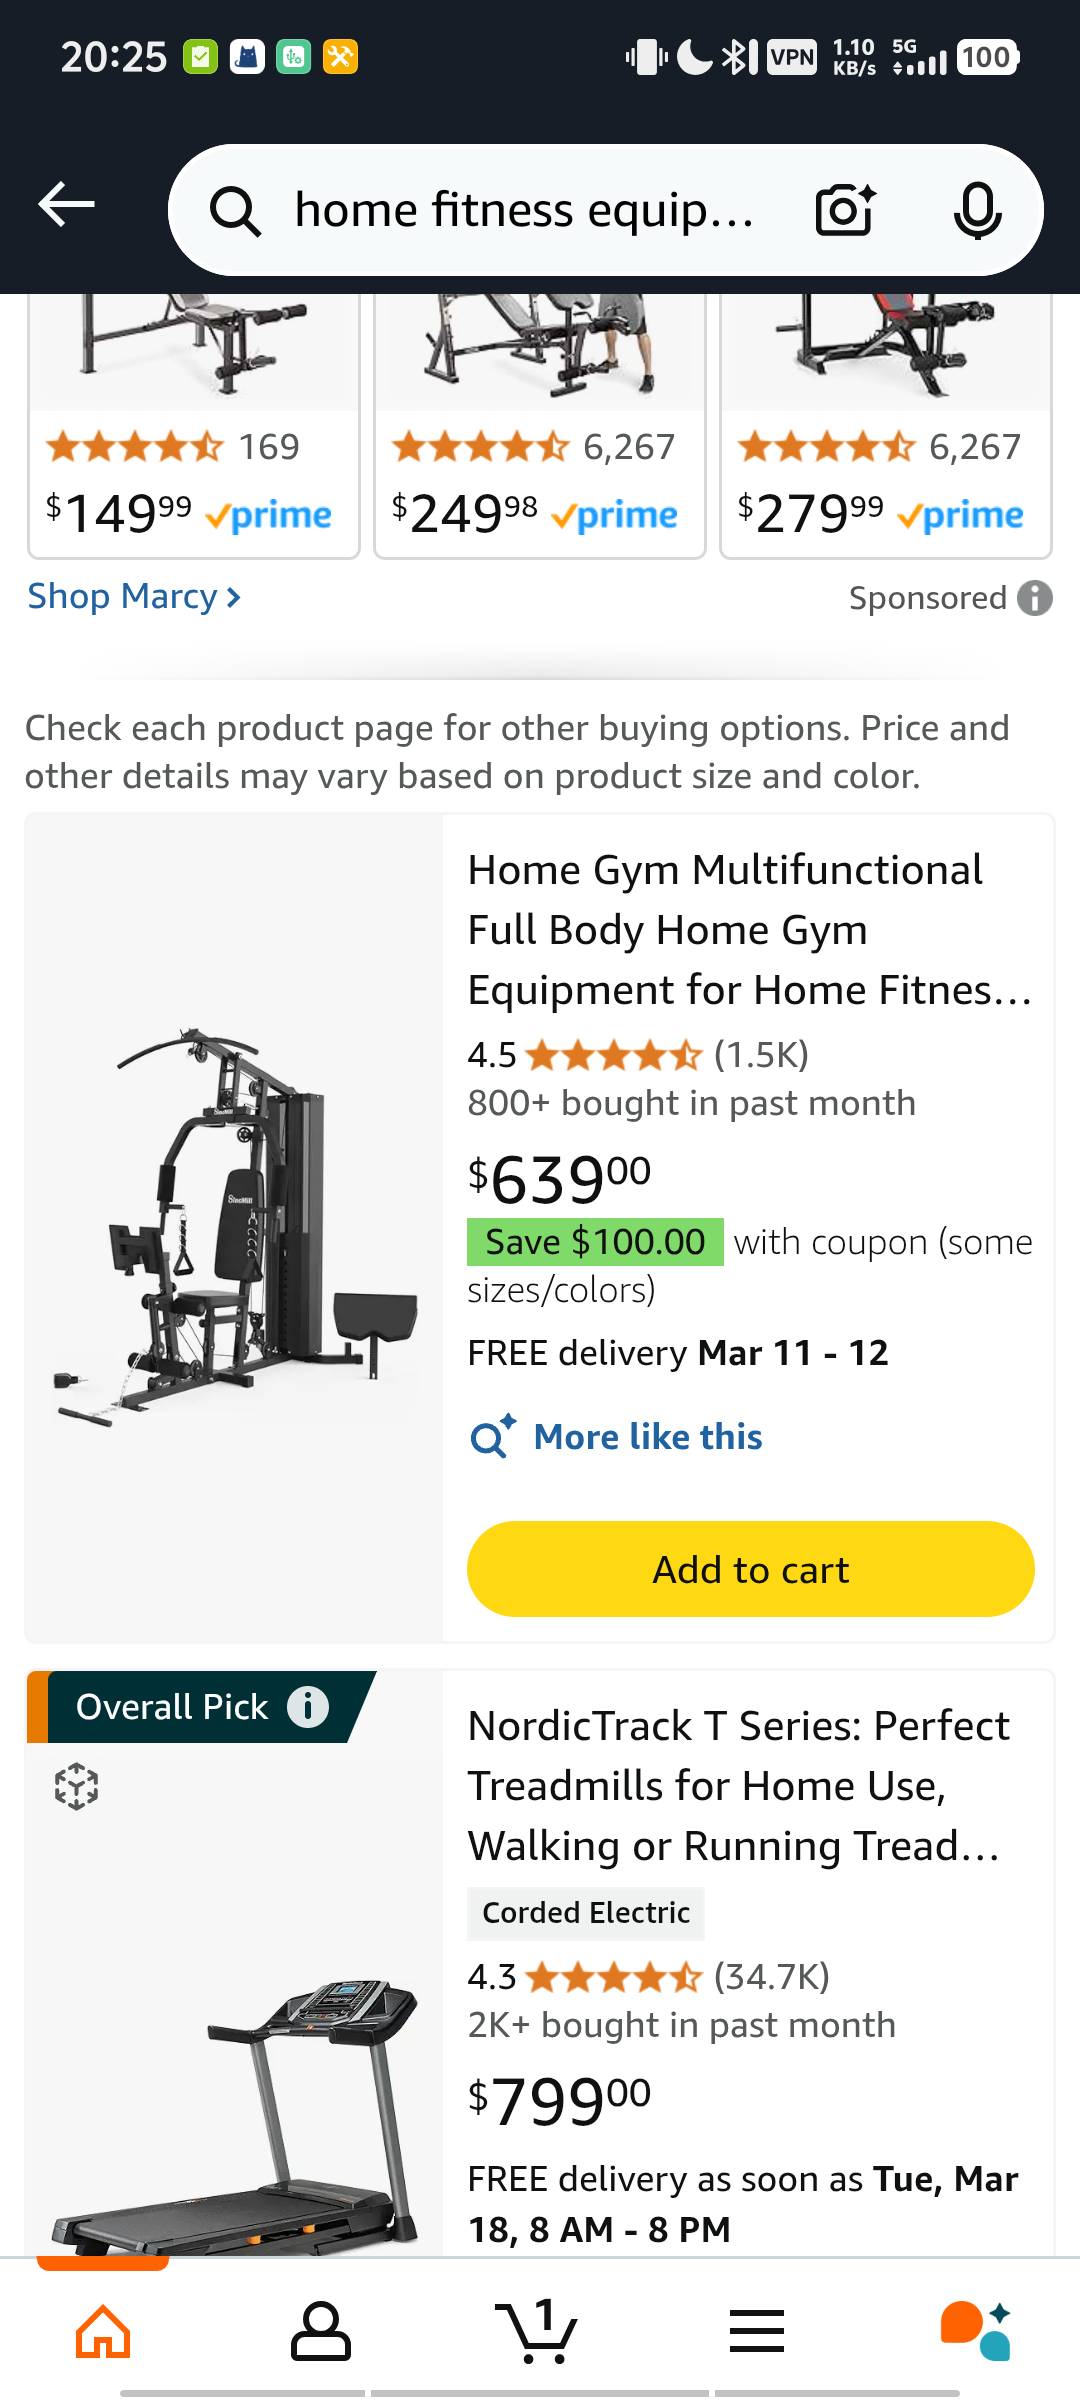 20:25
VPN
1.10
KB/s
5G
100
home fitness equip...
169
6,267
6,267
$149.99 prime
$249.98 prime
$279.99 prime
Shop Marcy
Sponsored
Check each product page for other buying options. Price and
other details may vary based on product size and color.
Home Gym Multifunctional
Full Body Home Gym
Equipment for Home Fitnes...
4.5 (1.5K)
800+ bought in past month
$639.00
Save $100.00 with coupon (some
sizes/colors)
FREE delivery Mar 11 - 12
More like this
Add to cart
SincMill
SincMill
Overall Pick
NordicTrack T Series: Perfect
Treadmills for Home Use,
Walking or Running Tread...
Corded Electric
4.3 (34.7K)
2K+ bought in past month
$799.00
FREE delivery as soon as Tue, Mar
18, 8 AM - 8 PM
1